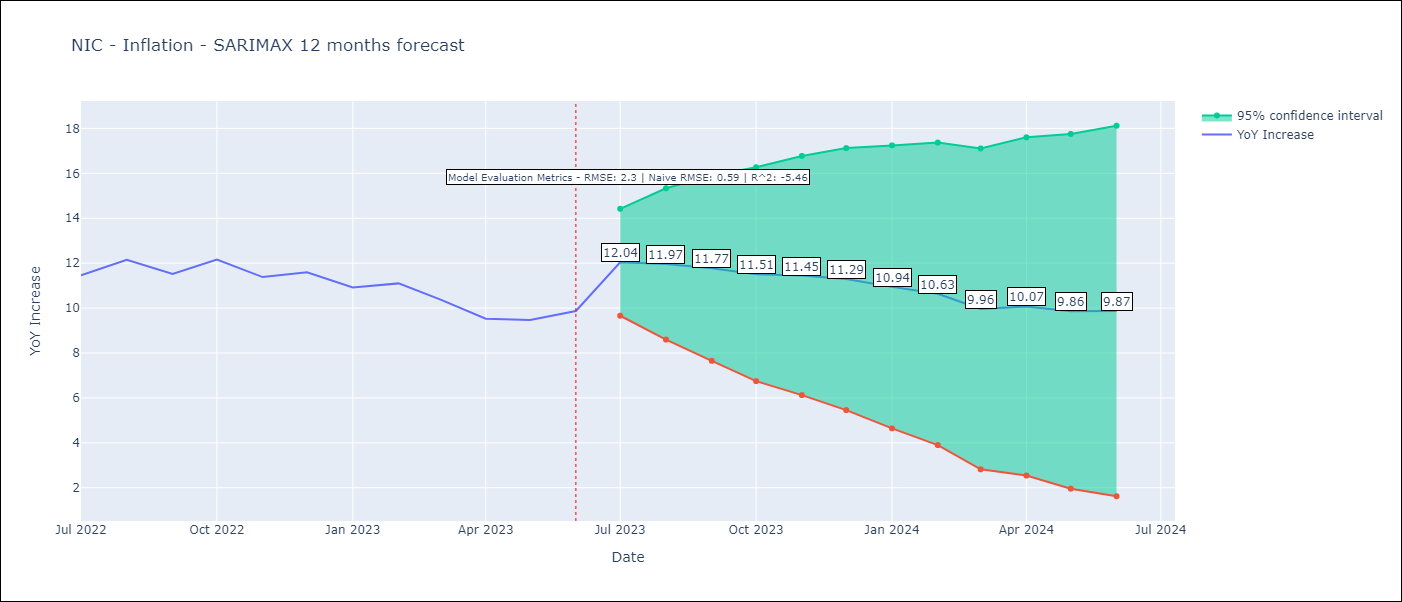 NIC - Inflation - SARIMAX 12 months forecast
95% confidence interval
YoY Increase
18
16
14
12
10
8
6
4
2
YoY Increase
Model Evaluation Metrics - RMSE: 2.3 | Naive RMSE: 0.59 | R^2: -5.46
12.04
11.97
11.77
11.51
11.45
11.29
10.94
10.63
9.96
10.07
9.86
9.87
Jul 2022
Oct 2022
Jan 2023
Apr 2023
Jul 2023
Oct 2023
Jan 2024
Apr 2024
Jul 2024
Date